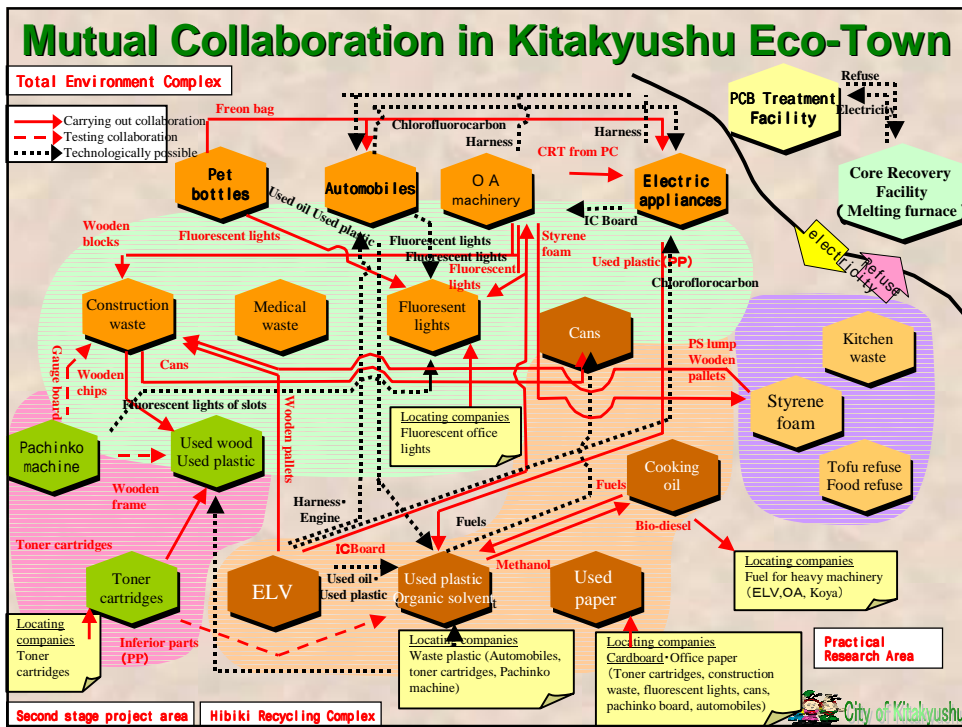 Mutual Collaboration in Kitakyushu Eco-Town
Total Environment Complex
Carrying out collaboration
Testing collaboration
Technologically possible
Freon bag
Chlorofluorocarbon
Harness
Harness
CRT from PC
Refuse
Electricity
PCB Treatment
Facility
Core Recovery
Facility
(Melting furnace)
Pet
bottles
Automobiles
O A
machinery
Electric
appliances
IC Board
Used oil Used plastic
Wooden
blocks
Fluorescent lights
Fluorescent lights
Fluorescent lights
Fluorescent
lights
Styrene
foam
Used plastic(PP)
Chloroflorocarbon
electricity
Refuse
Construction
waste
Medical
waste
Fluoresent
lights
Cans
Kitchen
waste
PS lump
Wooden
pallets
Styrene
foam
Tofu refuse
Food refuse
Gauge board
Wooden
chips
Cans
Wooden pallets
Fluorescent lights of slots
Locating companies
Fluorescent office
lights
Pachinko
machine
Used wood
Used plastic
Wooden
frame
Cooking
oil
Fuels
Bio-diesel
Harness・
Engine
Fuels
Toner cartridges
ICBoard
Used oil・
Used plastic
Methanol
Toner
cartridges
ELV
Used plastic
Organic solvent
Used
paper
Locating companies
Fuel for heavy machinery
(ELV,OA, Koya)
Locating
companies
Toner
cartridges
Inferior parts
(PP)
Locating companies
Waste plastic (Automobiles,
toner cartridges, Pachinko
machine)
Locating companies
Cardboard・Office paper
(Toner cartridges, construction
waste, fluorescent lights, cans,
pachinko board, automobiles)
Practical
Research Area
Second stage project area
Hibiki Recycling Complex
City of Kitakyushu